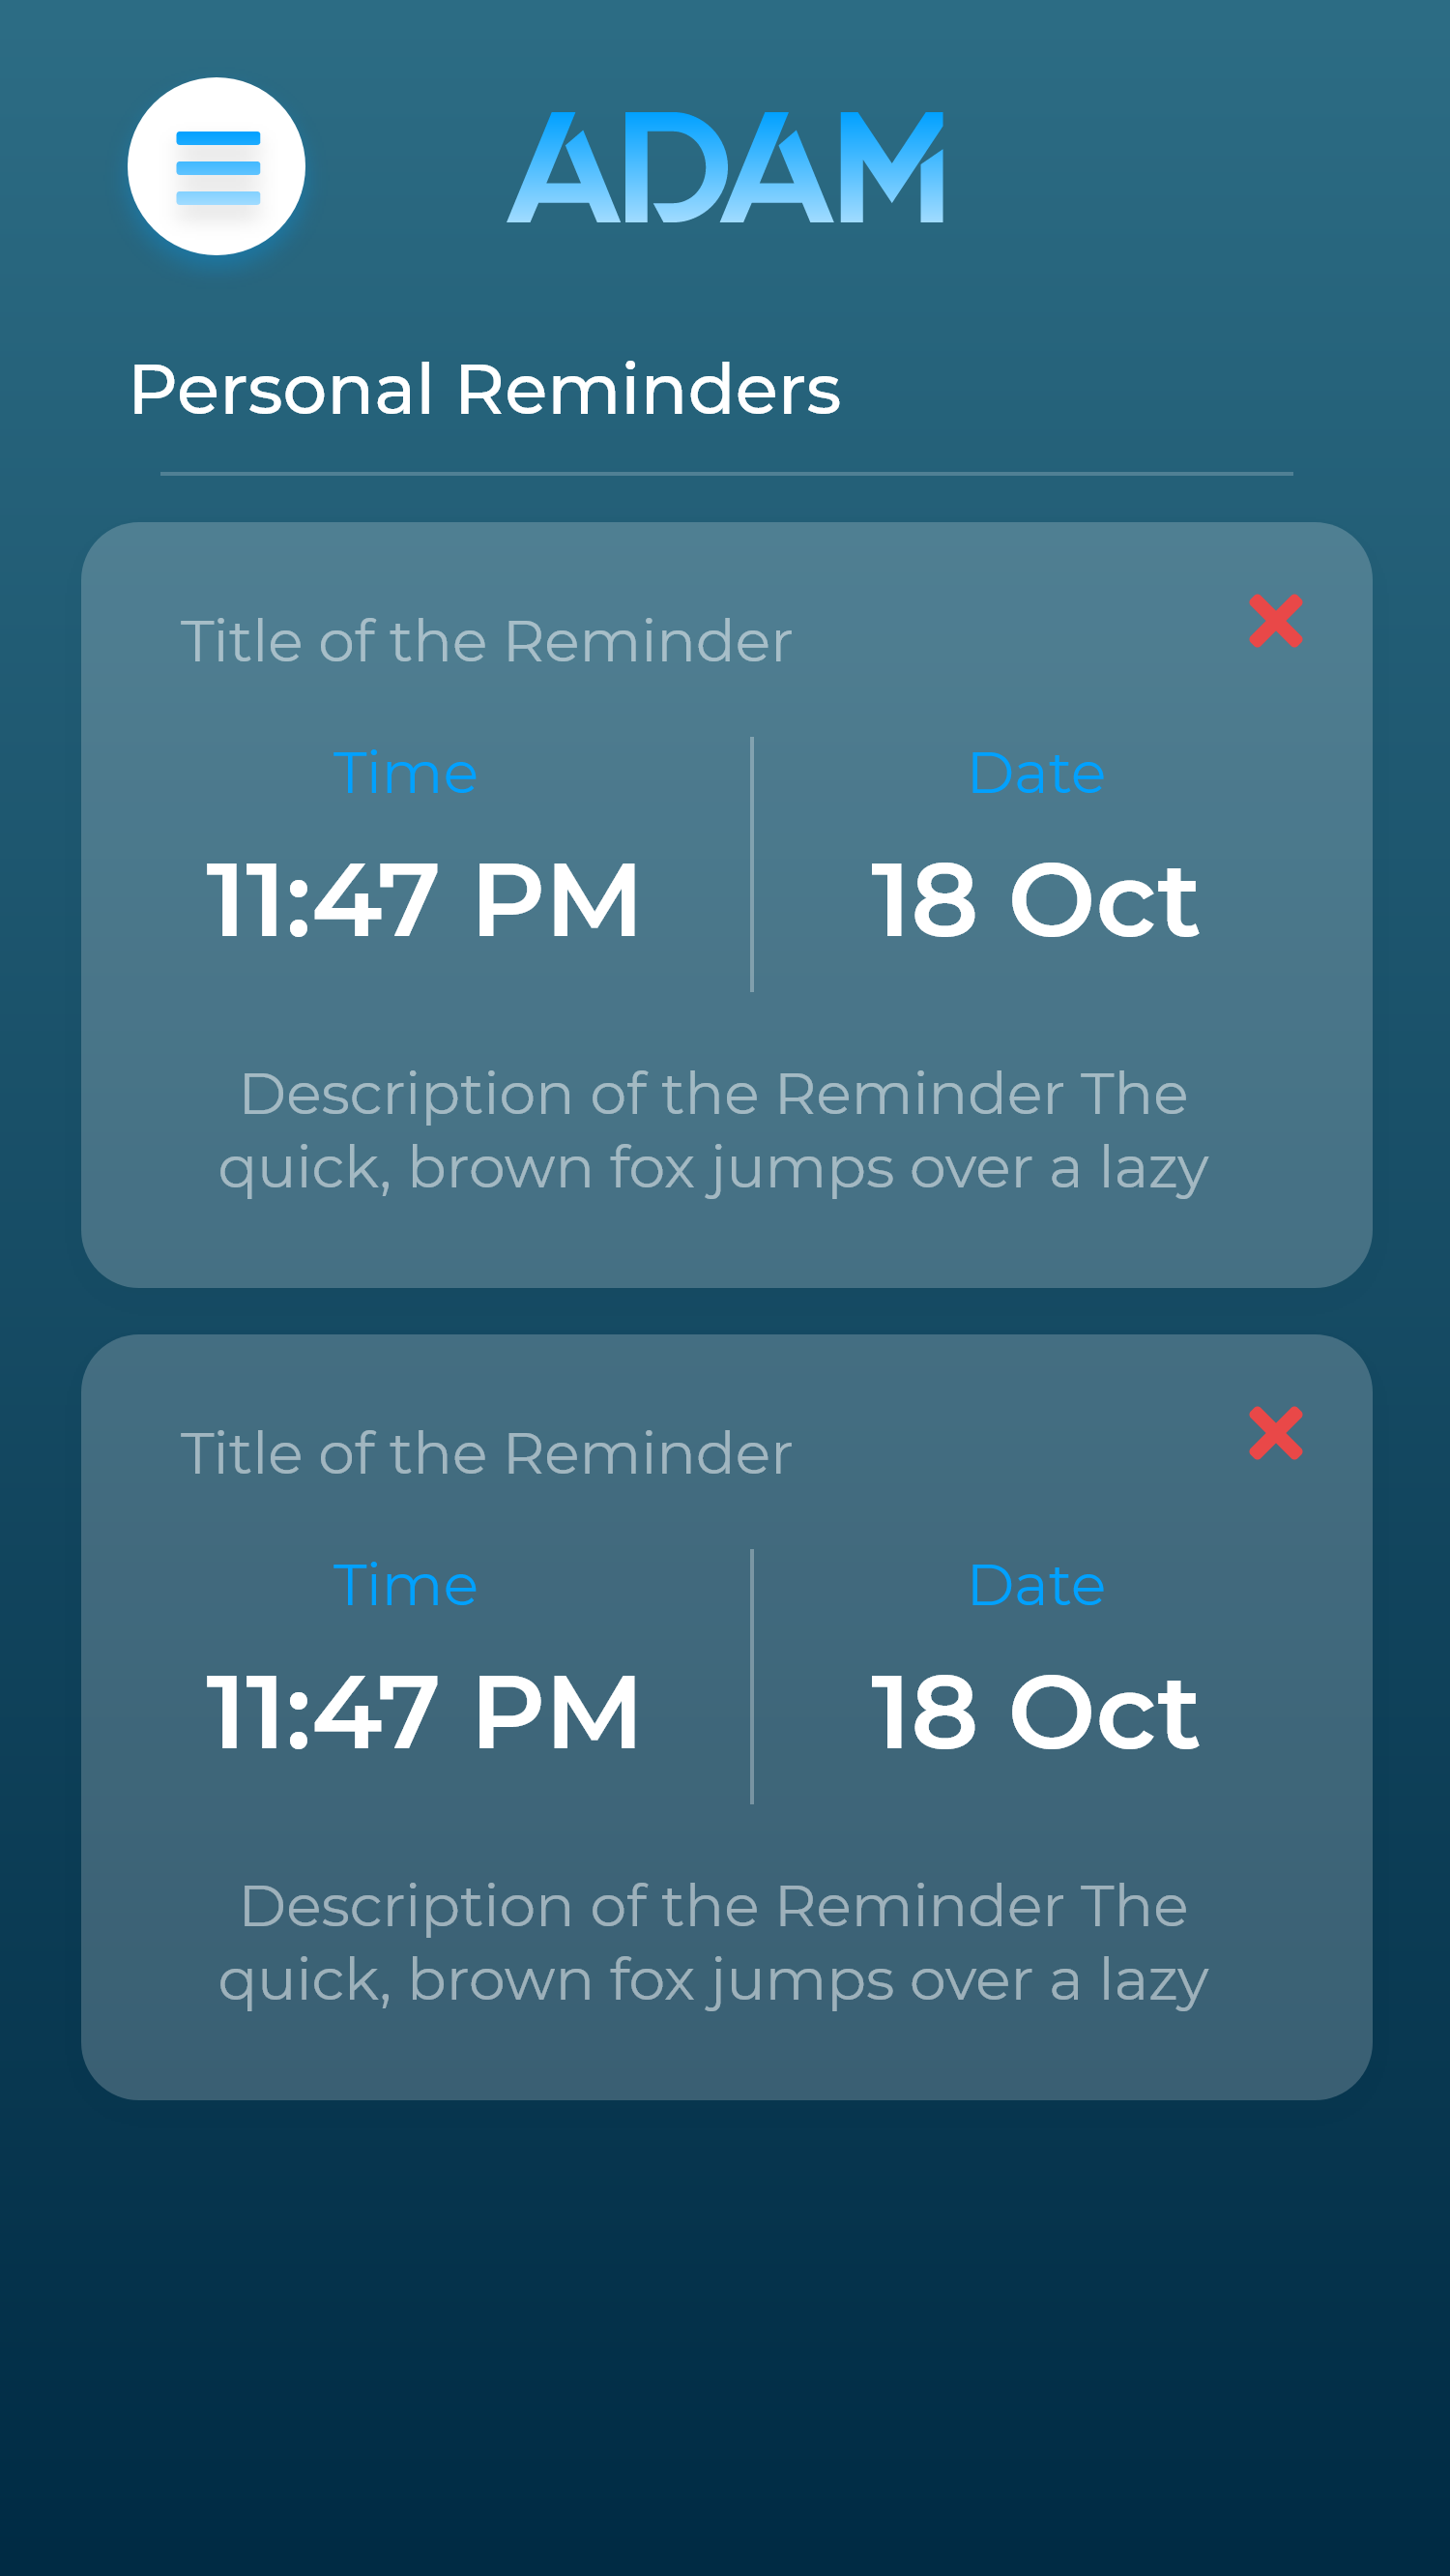 ADAM
Personal Reminders
Title of the Reminder
Time
Date
11:47 PM
18 Oct
Description of the Reminder The
quick, brown fox jumps over a lazy
Title of the Reminder
Time
Date
11:47 PM
18 Oct
Description of the Reminder The
quick, brown fox jumps over a lazy